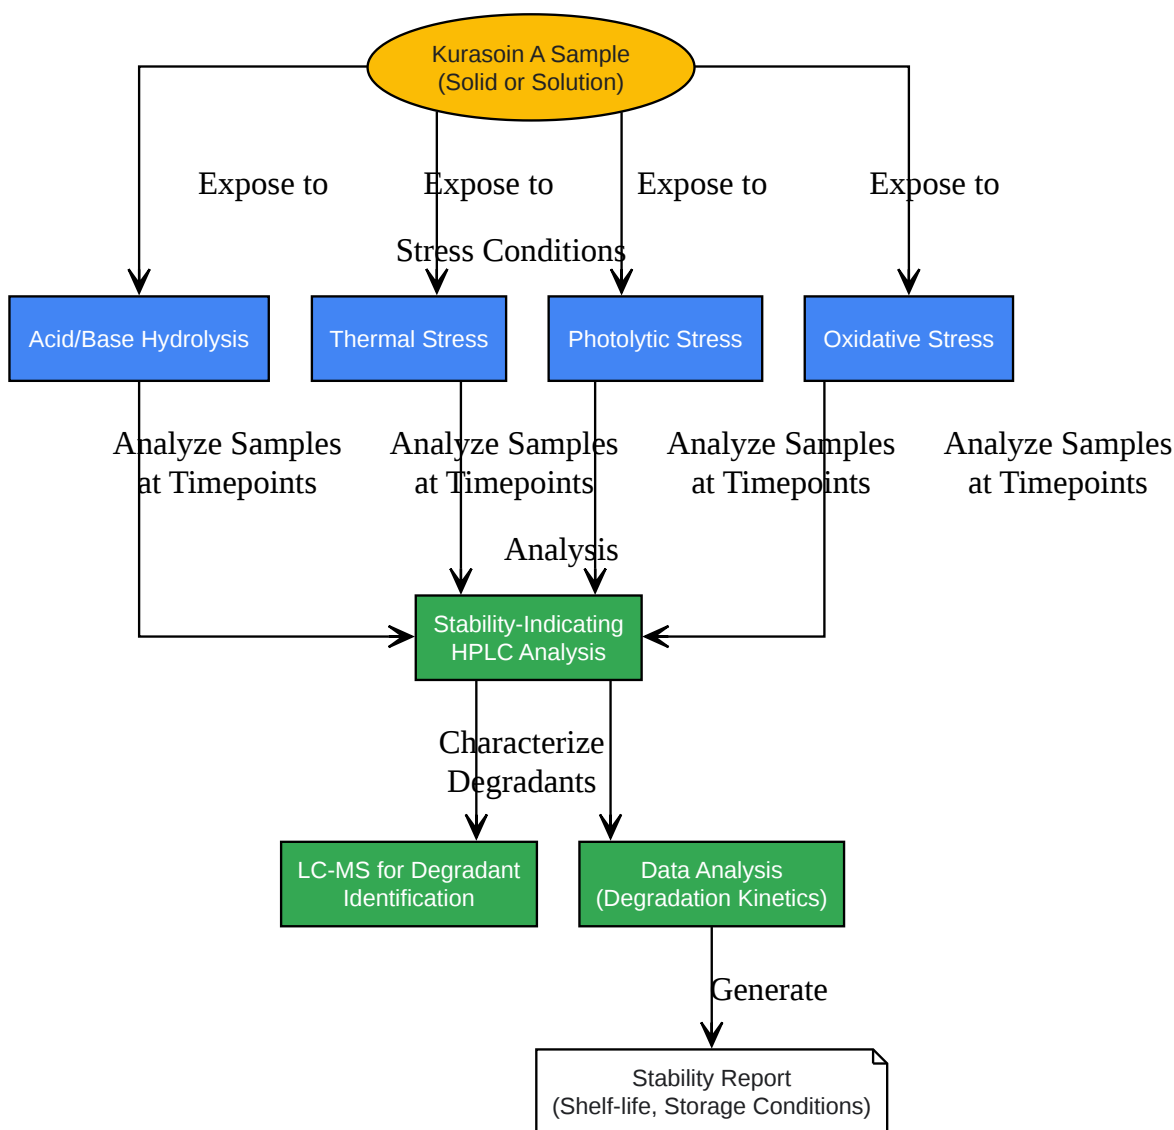 Kurasoin A Sample
(Solid or Solution)
Expose to
Expose to
Expose to
Expose to
Stress Conditions
Acid/Base Hydrolysis
Thermal Stress
Photolytic Stress
Oxidative Stress
Analyze Samples
at Timepoints
Analyze Samples
at Timepoints
Analyze Samples
at Timepoints
Analyze Samples
at Timepoints
Analysis
Stability-Indicating
HPLC Analysis
Characterize
Degradants
LC-MS for Degradant
Identification
Data Analysis
(Degradation Kinetics)
Generate
Stability Report
(Shelf-life, Storage Conditions)